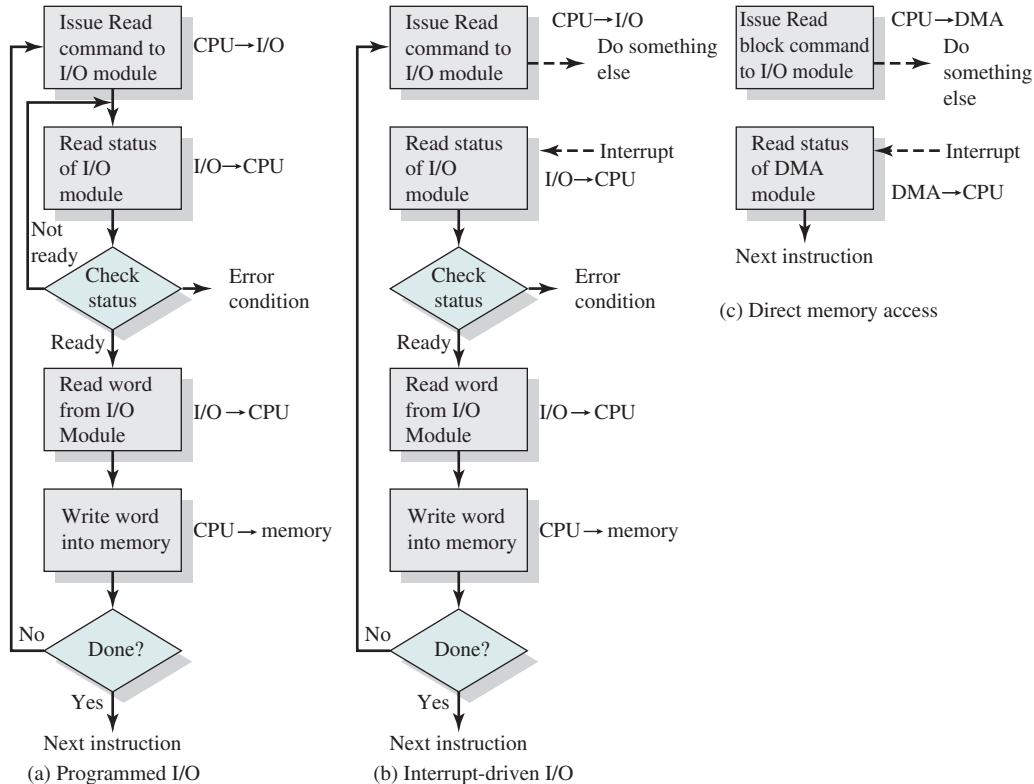 Issue Read
command to
I/O module
CPU→I/O
Read status
of I/O
module
I/O→CPU
Not
ready
Check
status
Error
condition
Ready
Read word
from I/O
Module
I/O→CPU
Write word
into memory
CPU→memory
No
Done?
Yes
Next instruction
(a) Programmed I/O
Issue Read
command to
I/O module
CPU→I/O
Do something
else
Read status
of I/O
module
Interrupt
I/O→CPU
Check
status
Error
condition
Ready
Read word
from I/O
Module
I/O→CPU
Write word
into memory
CPU→memory
No
Done?
Yes
Next instruction
(b) Interrupt-driven I/O
Issue Read
block command
to I/O module
CPU→DMA
Do
something
else
Read status
of DMA
module
Interrupt
DMA→CPU
Next instruction
(c) Direct memory access